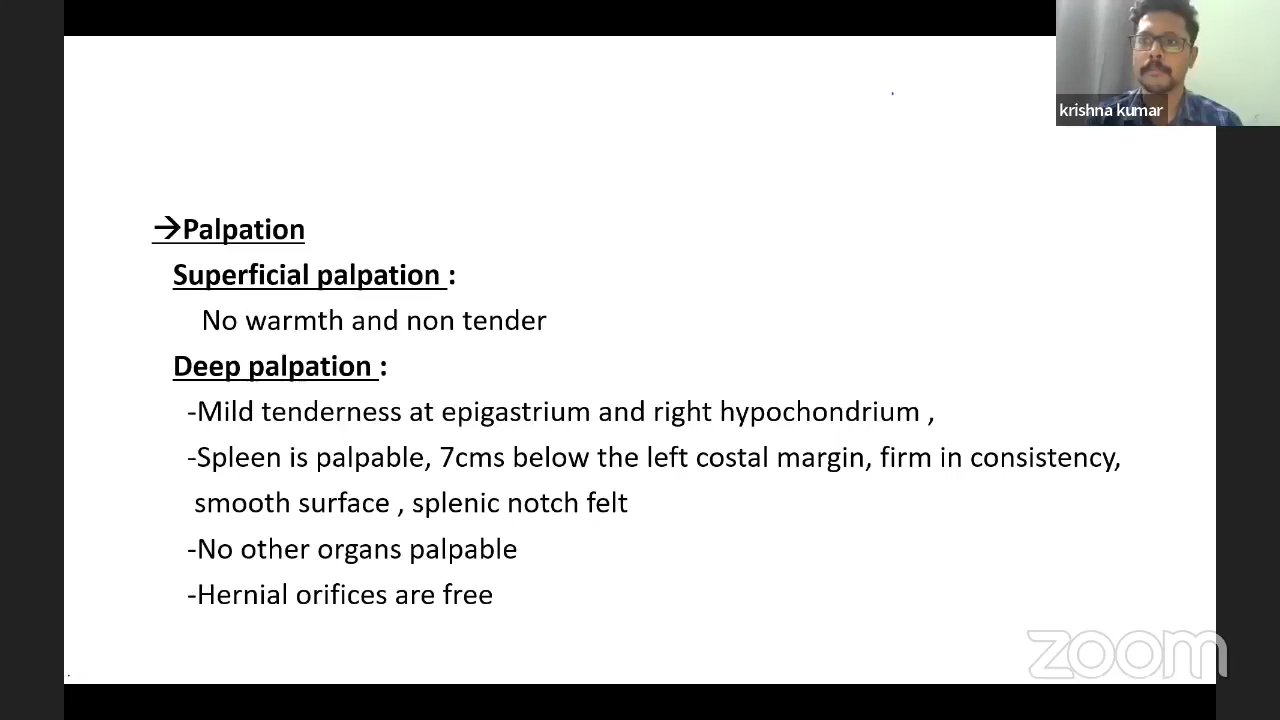 krishna kumar
→Palpation
Superficial palpation :
No warmth and non tender
Deep palpation :
-Mild tenderness at epigastrium and right hypochondrium ,
-Spleen is palpable, 7cms below the left costal margin, firm in consistency,
smooth surface , splenic notch felt
-No other organs palpable
-Hernial orifices are free
zoom